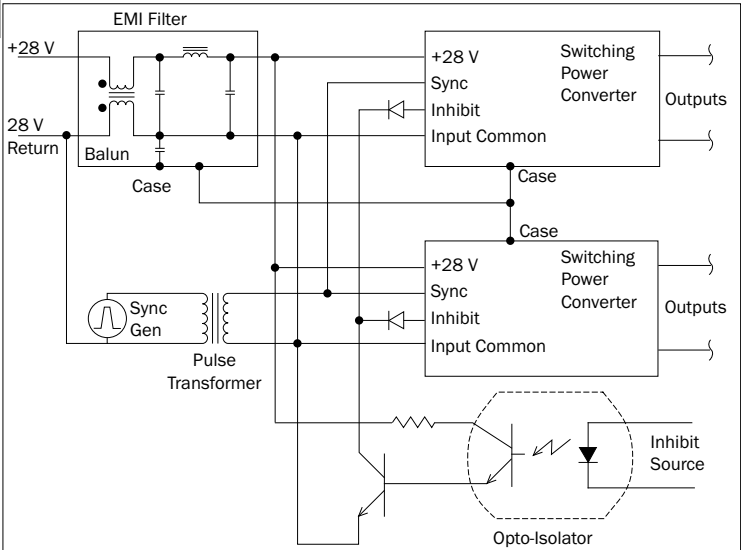 EMI Filter
+28 V
28 V
Return
Balun
Case
+28 V
Sync
Inhibit
Input Common
Switching
Power
Converter
Outputs
Case
Case
+28 V
Sync
Inhibit
Input Common
Switching
Power
Converter
Outputs
Sync
Gen
Pulse
Transformer
Inhibit
Source
Opto-Isolator